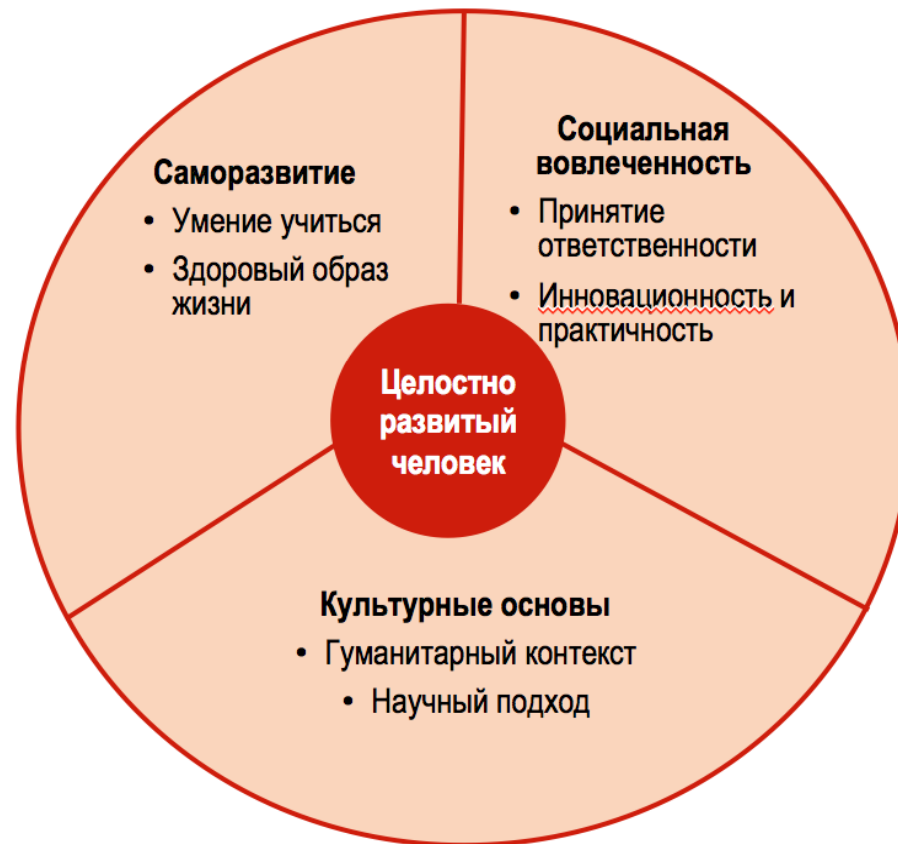 Саморазвитие
• Умение учиться
• Здоровый образ
жизни
Социальная
вовлеченность
• Принятие
ответственности
• Инновационность и
практичность
Целостно
развитый
человек
Культурные основы
• Гуманитарный контекст
• Научный подход